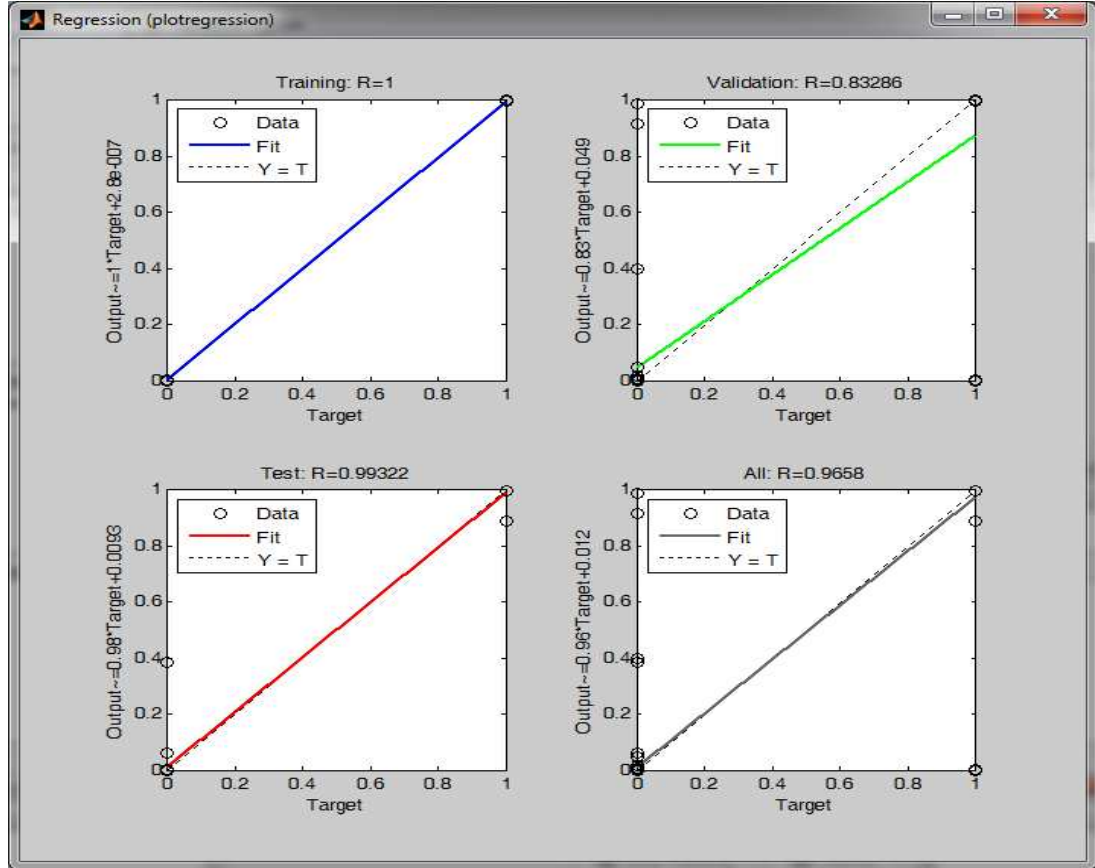 Regression (plotregression)
Training: R=1
Output~=1*Target+2.8e-007
1
0.8
0.6
0.4
0.2
0
Data
Fit
Y = T
0 0.2 0.4 0.6 0.8 1
Target
Validation: R=0.83286
Output~=0.83*Target+0.049
1
0.8
0.6
0.4
0.2
0
Data
Fit
Y = T
0 0.2 0.4 0.6 0.8 1
Target
Test: R=0.99322
Output~=0.98*Target+0.0093
1
0.8
0.6
0.4
0.2
0
Data
Fit
Y = T
0 0.2 0.4 0.6 0.8 1
Target
All: R=0.9658
Output~=0.96*Target+0.012
1
0.8
0.6
0.4
0.2
0
Data
Fit
Y = T
0 0.2 0.4 0.6 0.8 1
Target